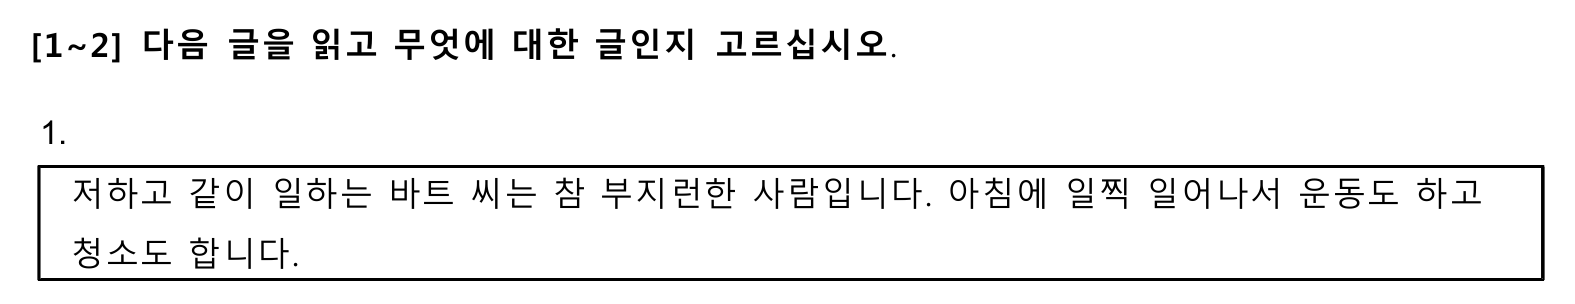 [1~2] 다음 글을 읽고 무엇에 대한 글인지 고르십시오.
1.
저하고 같이 일하는 바트 씨는 참 부지런한 사람입니다. 아침에 일찍 일어나서 운동도 하고
청소도 합니다.